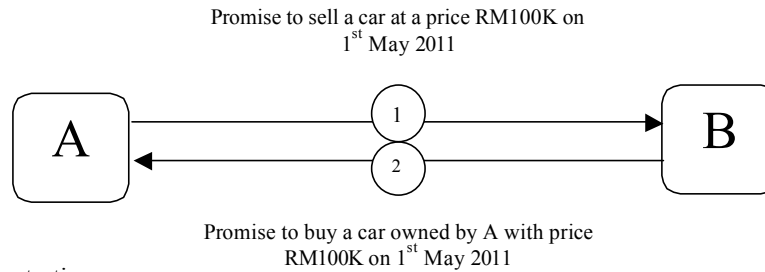 Promise to sell a car at a price RM100K on
1st May 2011
A
1
B
2
Promise to buy a car owned by A with price
RM100K on 1st May 2011